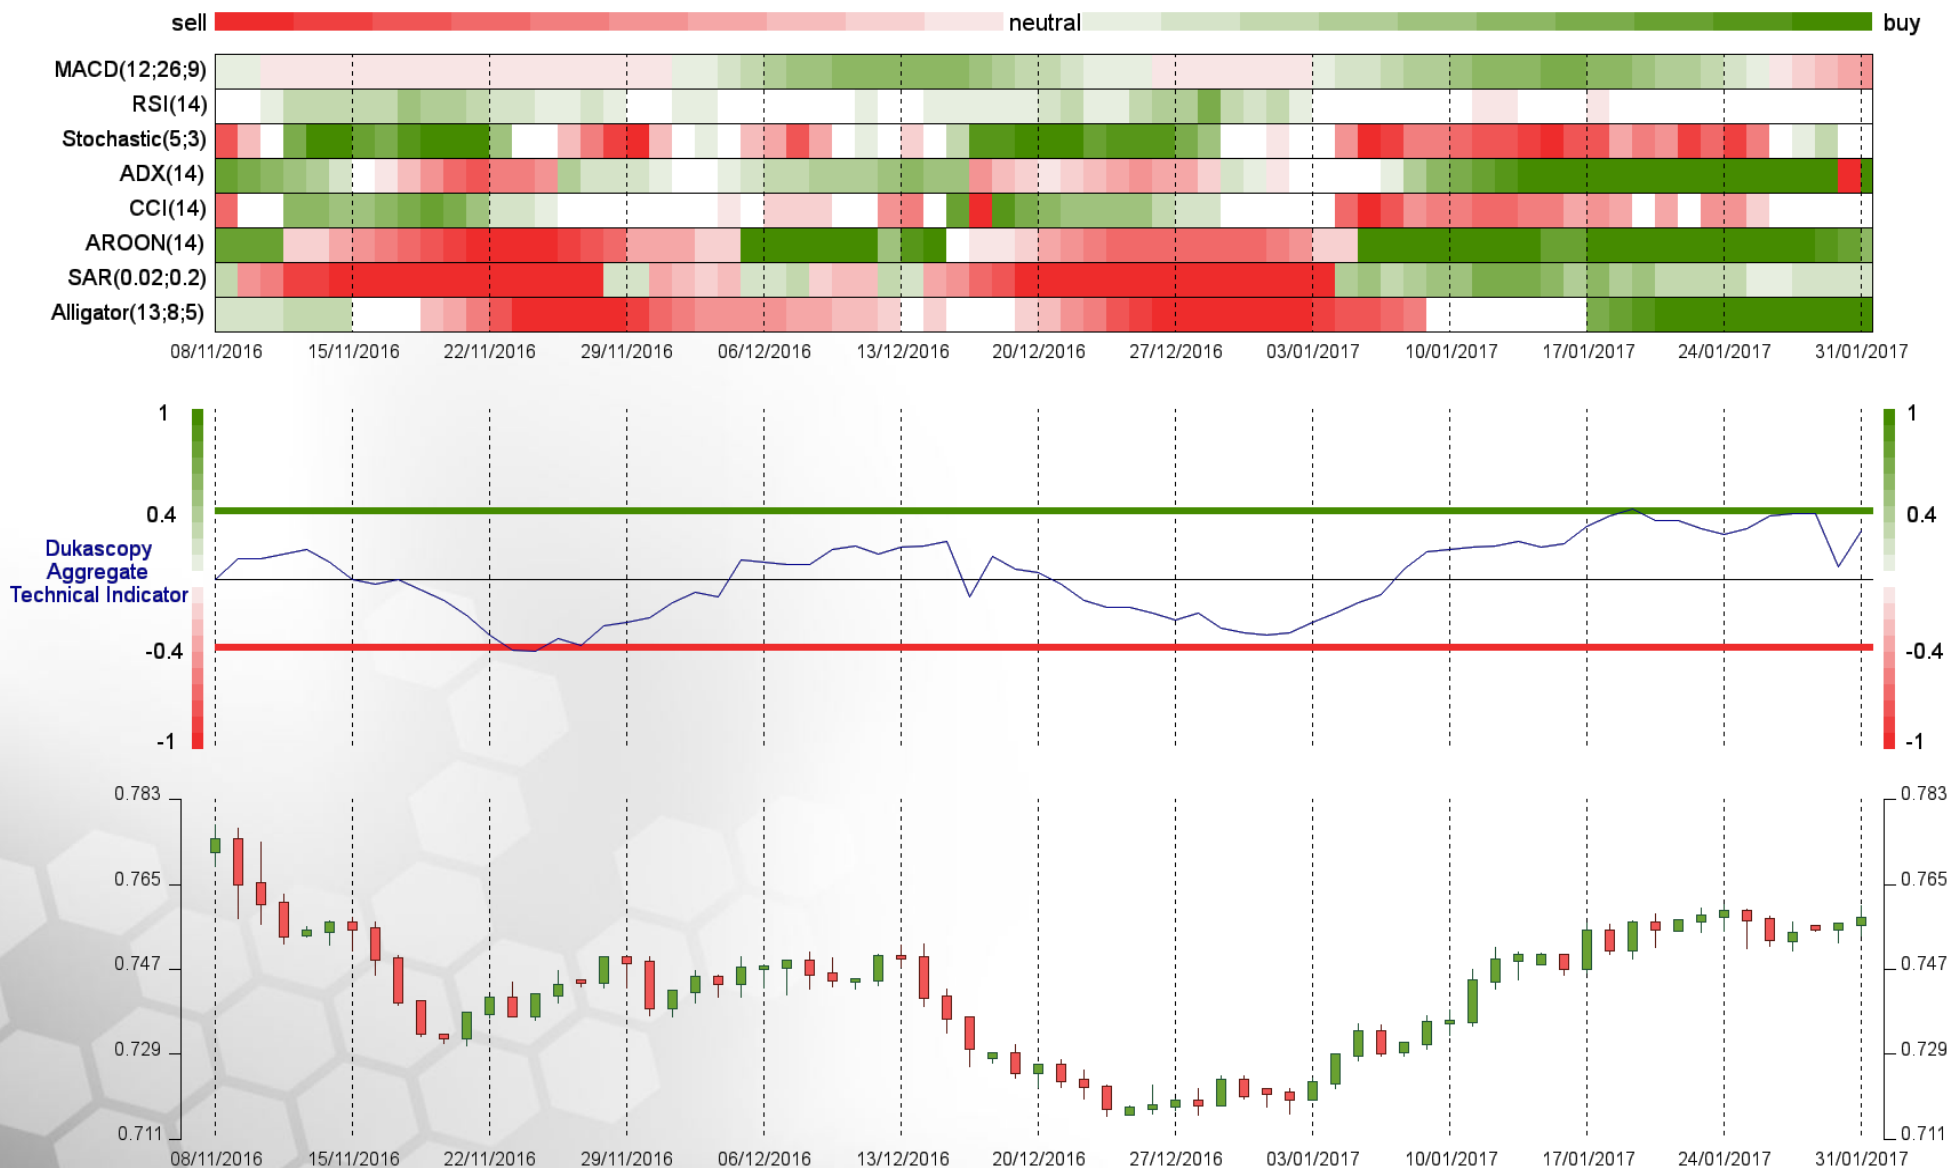 sell neutral buy
MACD(12;26;9)
RSI(14)
Stochastic(5;3)
ADX(14)
CCI(14)
AROON(14)
SAR(0.02;0.2)
Alligator(13;8;5)
08/11/2016 15/11/2016 22/11/2016 29/11/2016 06/12/2016 13/12/2016 20/12/2016 27/12/2016 03/01/2017 10/01/2017 17/01/2017 24/01/2017 31/01/2017
1 1
0.4 0.4
Dukascopy
Aggregate
Technical Indicator
-0.4 -0.4
-1 -1
0.783 0.783
0.765 0.765
0.747 0.747
0.729 0.729
0.711 0.711
08/11/2016 15/11/2016 22/11/2016 29/11/2016 06/12/2016 13/12/2016 20/12/2016 27/12/2016 03/01/2017 10/01/2017 17/01/2017 24/01/2017 31/01/2017